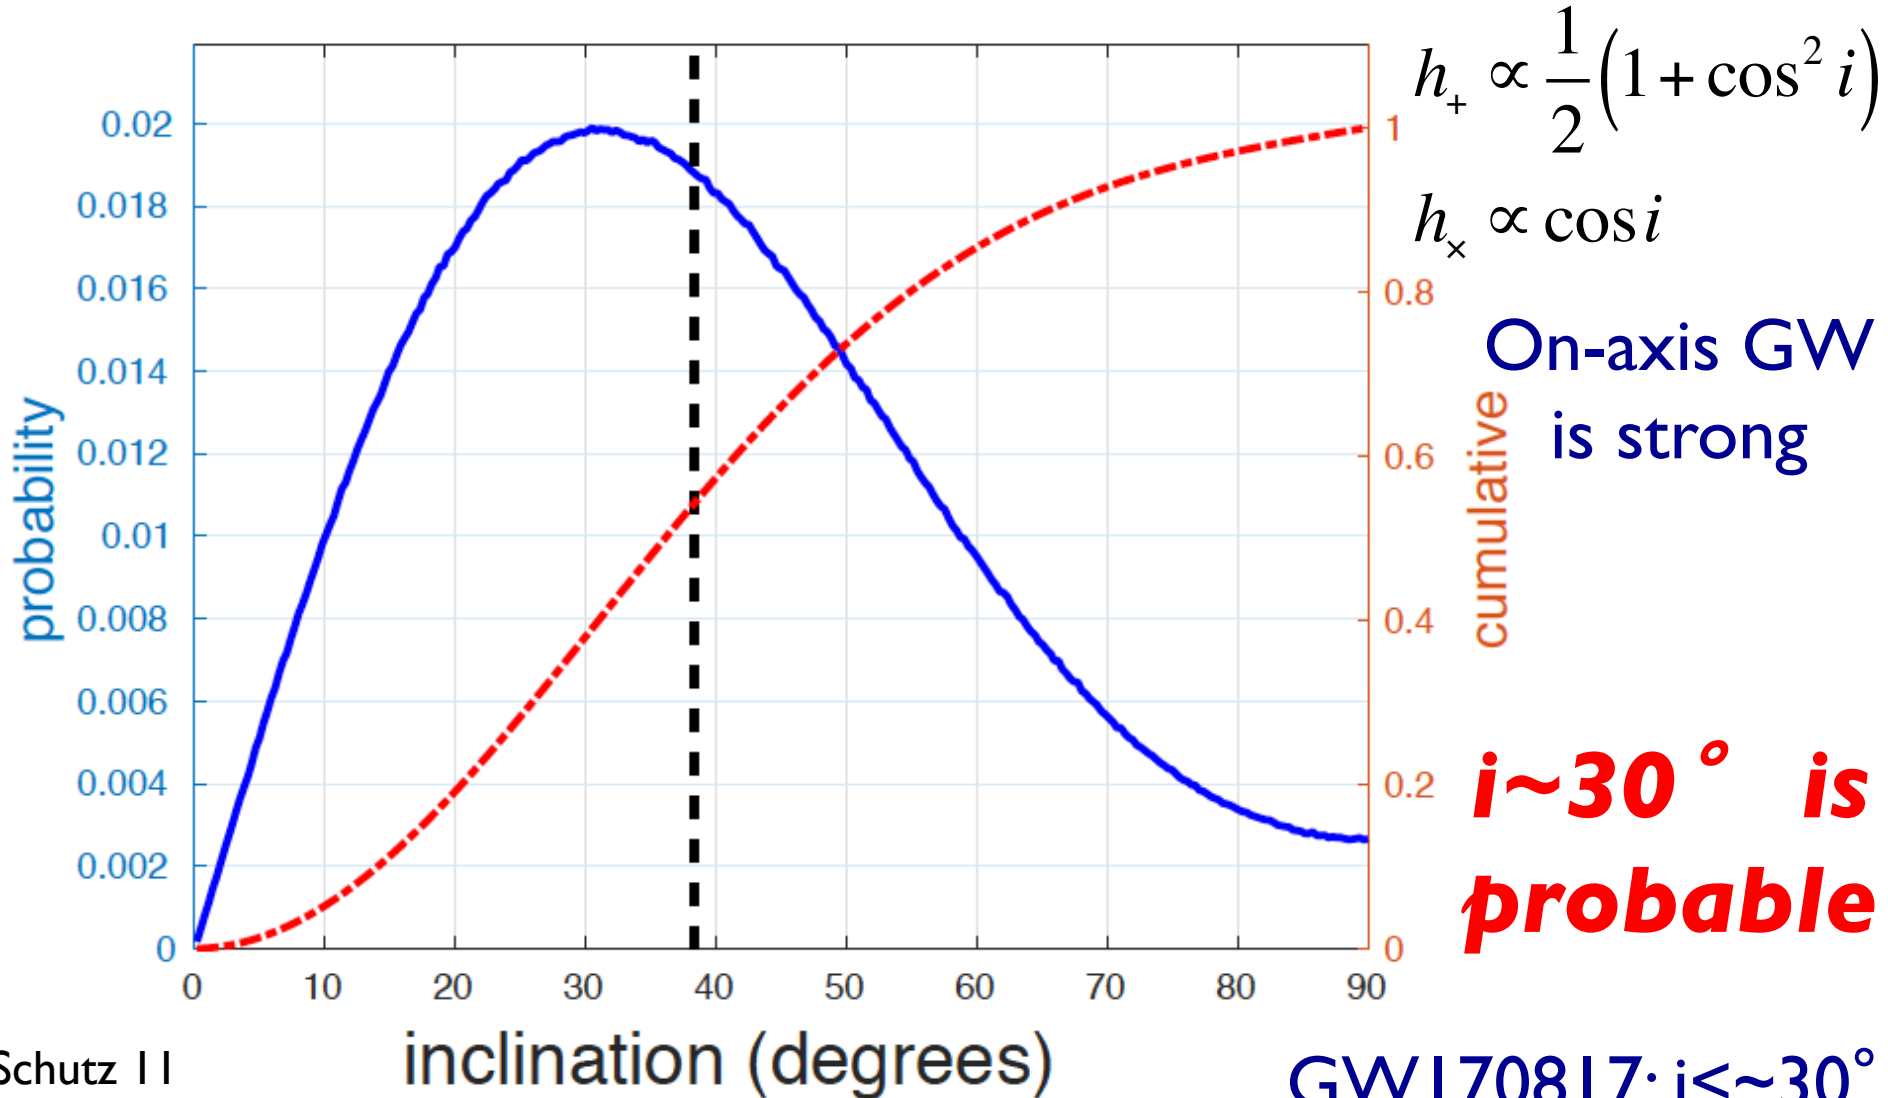 h₊ ∝ 1/2 (1 + cos² i)
h× ∝ cos i
On-axis GW
is strong
i~30° is
probable
GW170817: i<~30°
probability
0.02
0.018
0.016
0.014
0.012
0.01
0.008
0.006
0.004
0.002
0
cumulative
1
0.8
0.6
0.4
0.2
0
0 10 20 30 40 50 60 70 80 90
inclination (degrees)
Schutz 11